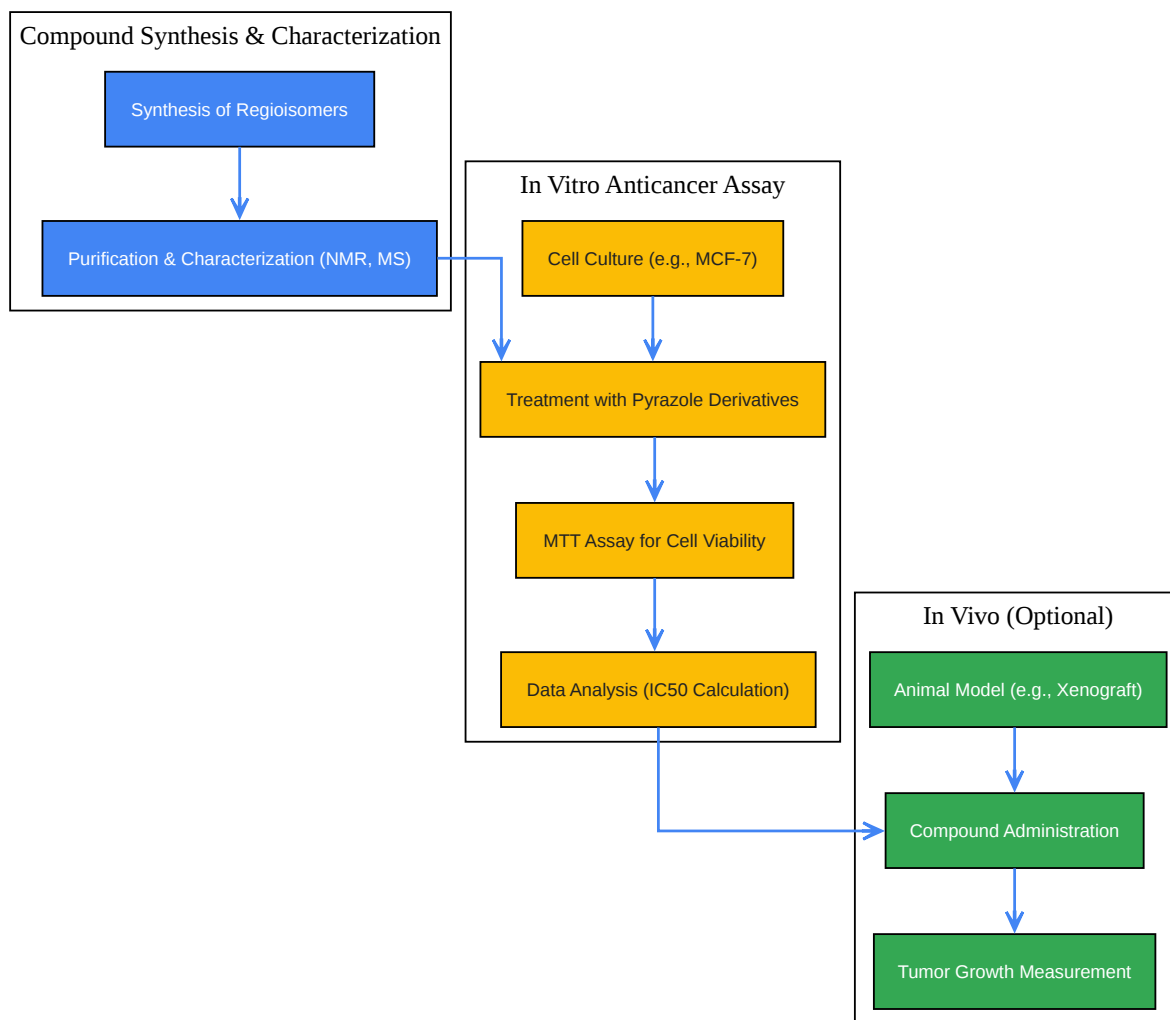 Compound Synthesis & Characterization
Synthesis of Regioisomers
Purification & Characterization (NMR, MS)
In Vitro Anticancer Assay
Cell Culture (e.g., MCF-7)
Treatment with Pyrazole Derivatives
MTT Assay for Cell Viability
Data Analysis (IC50 Calculation)
In Vivo (Optional)
Animal Model (e.g., Xenograft)
Compound Administration
Tumor Growth Measurement